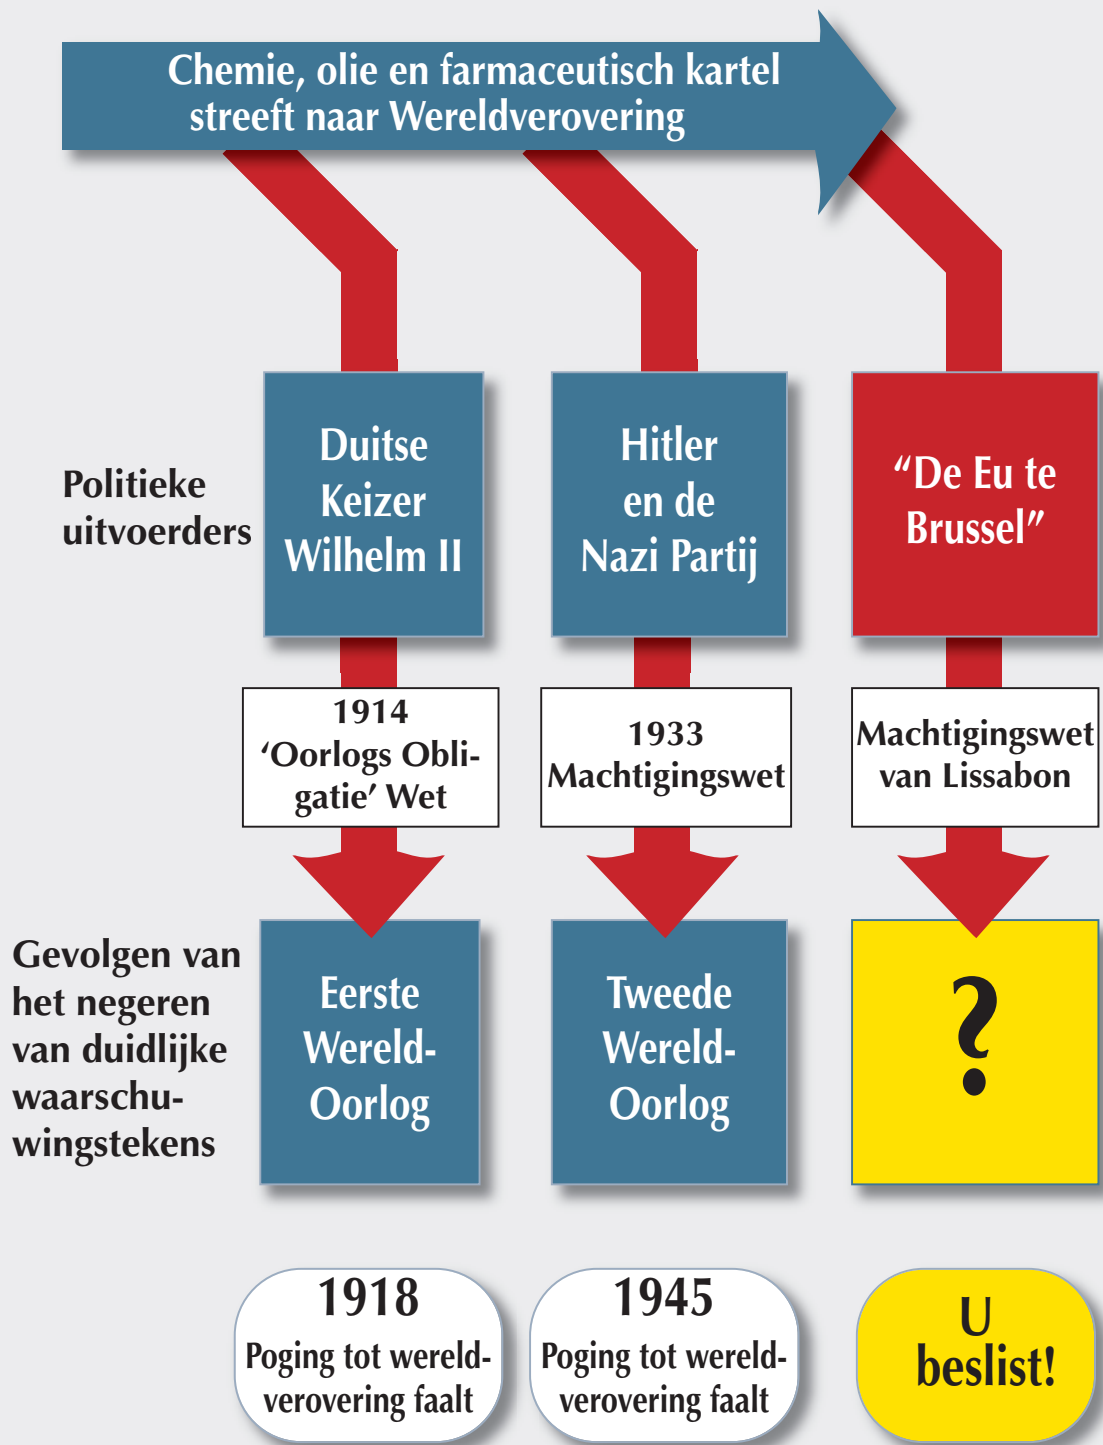 Chemie, olie en farmaceutisch kartel
streeft naar Wereldverovering
Politieke
uitvoerders
Duitse
Keizer
Wilhelm II
Hitler
en de
Nazi Partij
“De Eu te
Brussel”
1914
‘Oorlogs Obli-
gatie’ Wet
1933
Machtigingswet
Machtigingswet
van Lissabon
Gevolgen van
het negeren
van duidlijke
waarschu-
wingstekens
Eerste
Wereld-
Oorlog
Tweede
Wereld-
Oorlog
?
1918
Poging tot wereld-
verovering faalt
1945
Poging tot wereld-
verovering faalt
U
beslist!